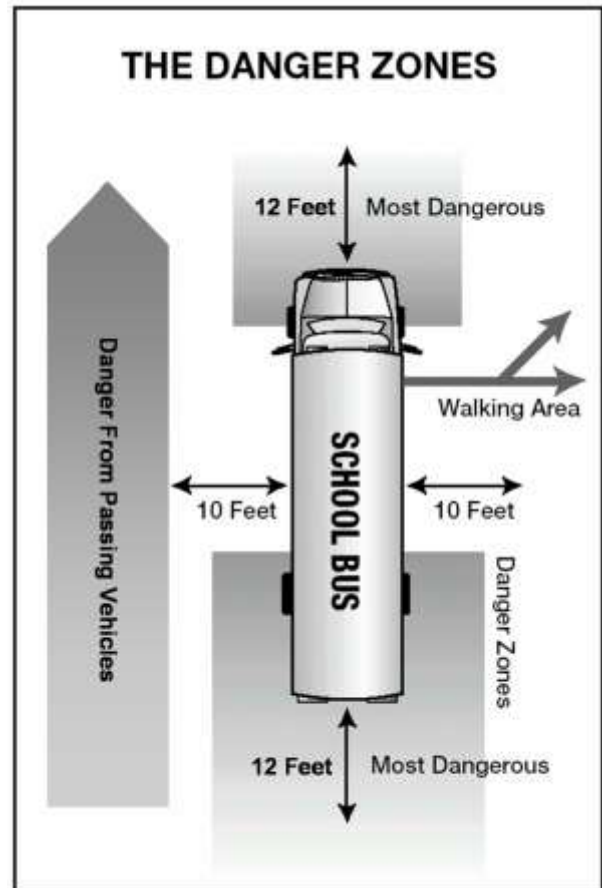 THE DANGER ZONES
12 Feet Most Dangerous
Danger From Passing Vehicles
Walking Area
SCHOOL BUS
10 Feet
10 Feet
Danger Zones
12 Feet Most Dangerous